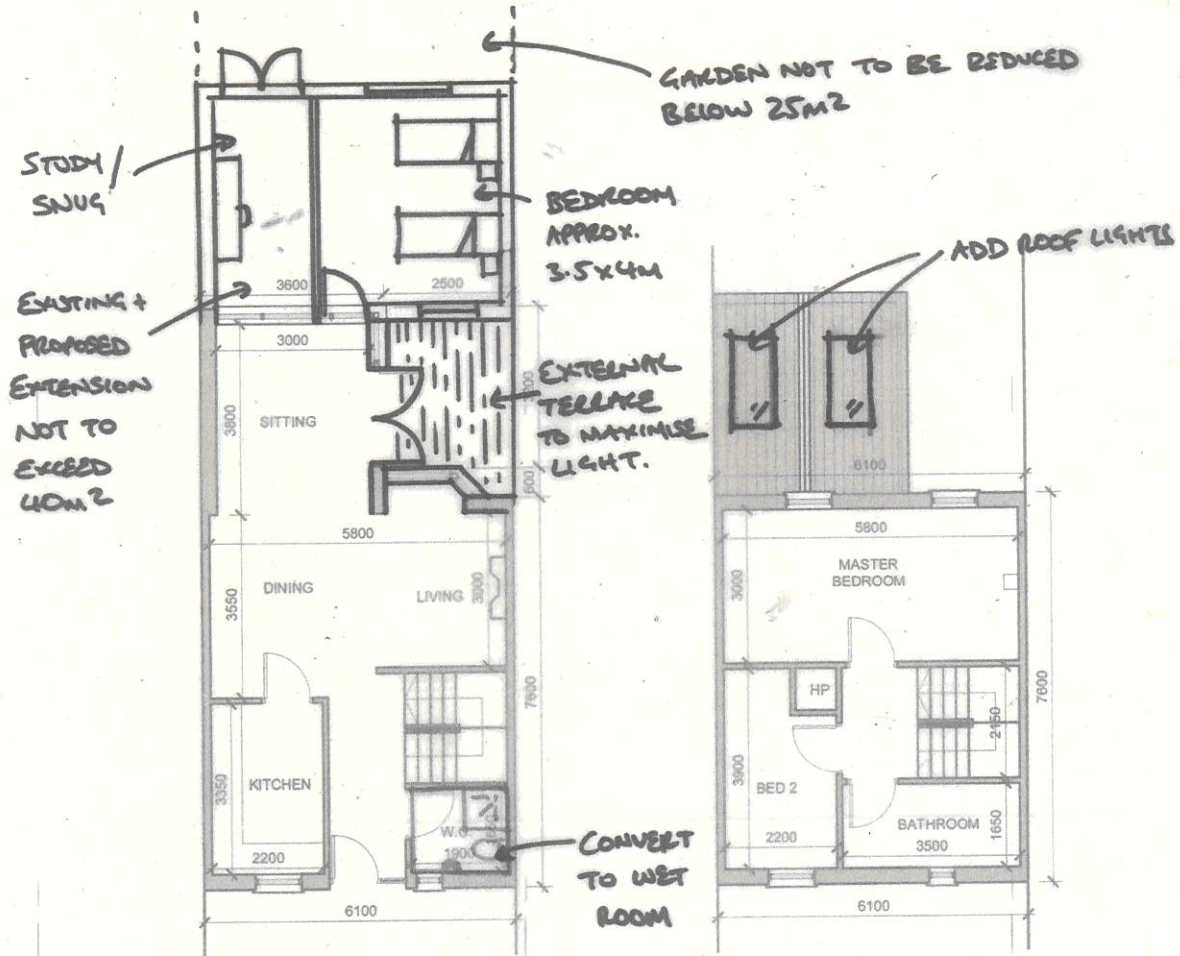 GARDEN NOT TO BE REDUCED
BELOW 25M2
STUDY/
SNUG
BEDROOM
APPROX.
3.5X4M
ADD ROOF LIGHTS
EXISTING +
PROPOSED
EXTENSION
NOT TO
EXCEED
40M2
3600
2500
3000
EXTERNAL
TERRACE
TO MAXIMISE
LIGHT.
3800
SITTING
600
6100
5800
DINING
LIVING
3000
3550
7600
KITCHEN
3350
2200
W.C
1900
CONVERT
TO WET
ROOM
6100
5800
MASTER
BEDROOM
3000
HP
7600
2150
3900
BED 2
2200
BATHROOM
3500
1650
6100